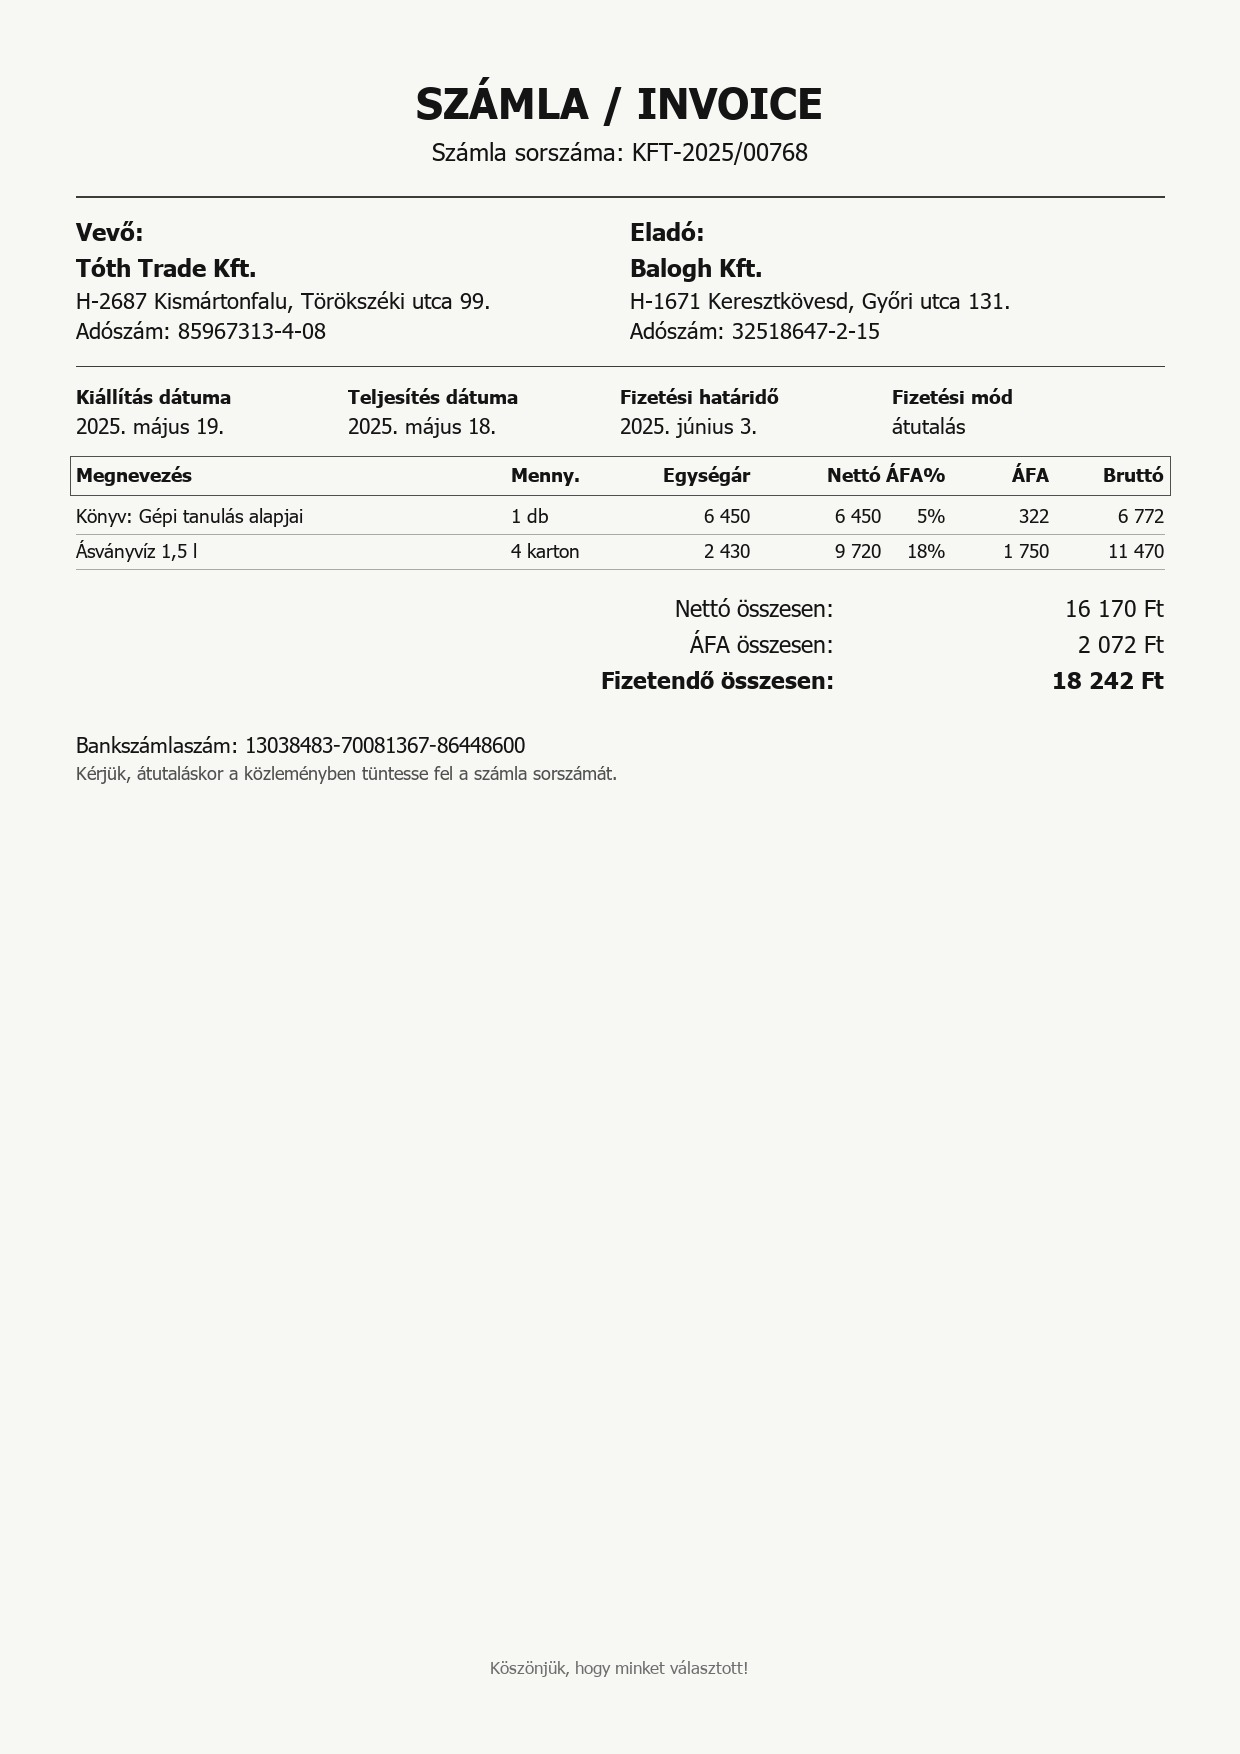 SZÁMLA / INVOICE
Számla sorszáma: KFT-2025/00768
Vevő:
Tóth Trade Kft.
H-2687 Kismártonfalu, Törökszéki utca 99.
Adószám: 85967313-4-08
Eladó:
Balogh Kft.
H-1671 Keresztkövesd, Győri utca 131.
Adószám: 32518647-2-15
Kiállítás dátuma Teljesítés dátuma Fizetési határidő Fizetési mód
2025. május 19. 2025. május 18. 2025. június 3. átutalás
Megnevezés Menny. Egységár Nettó ÁFA% ÁFA Bruttó
Könyv: Gépi tanulás alapjai 1 db 6 450 6 450 5% 322 6 772
Ásványvíz 1,5 l 4 karton 2 430 9 720 18% 1 750 11 470
Nettó összesen: 16 170 Ft
ÁFA összesen: 2 072 Ft
Fizetendő összesen: 18 242 Ft
Bankszámlaszám: 13038483-70081367-86448600
Kérjük, átutaláskor a közleményben tüntesse fel a számla sorszámát.
Köszönjük, hogy minket választott!